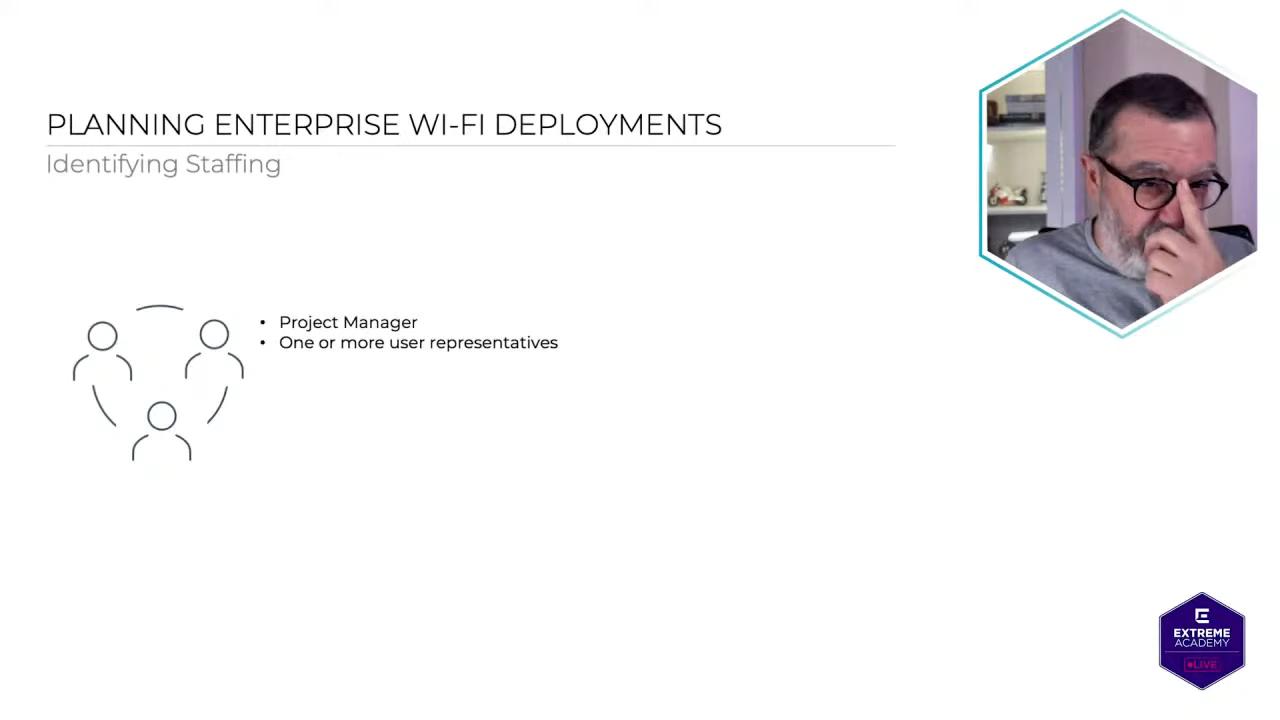 PLANNING ENTERPRISE WI-FI DEPLOYMENTS
Identifying Staffing
• Project Manager
• One or more user representatives
EXTREME
ACADEMY
LIVE